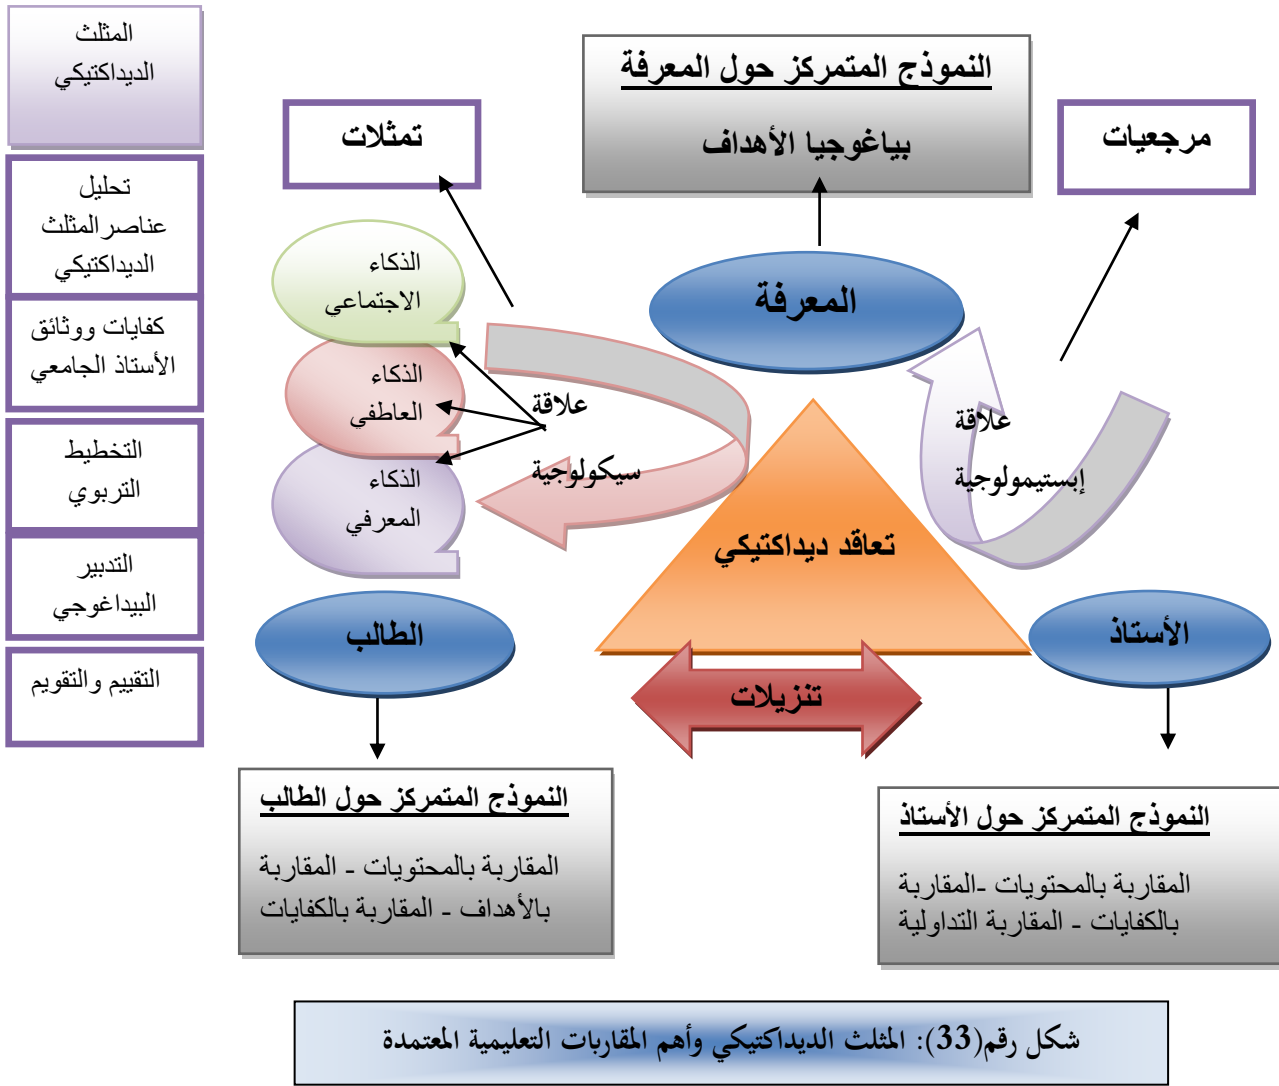 المثلث
الديداكتيكي
تحليل
عناصر المثلث
الديداكتيكي
كفايات ووثائق
الأستاذ الجامعي
التخطيط
التربوي
التدبير
البيداغوجي
التقييم والتقويم
النموذج المتمركز حول المعرفة
بياغوجيا الأهداف
مرجعيات
تمثلات
المعرفة
الذكاء
الاجتماعي
الذكاء
العاطفي
الذكاء
المعرفي
علاقة
سيكولوجية
علاقة
إبستيمولوجية
تعاقد ديداكتيكي
الأستاذ
الطالب
تنزيلات
النموذج المتمركز حول الأستاذ
المقاربة بالمحتويات -المقاربة
بالكفايات - المقاربة التداولية
النموذج المتمركز حول الطالب
المقاربة بالمحتويات - المقاربة
بالأهداف - المقاربة بالكفايات
شكل رقم(33): المثلث الديداكتيكي وأهم المقاربات التعليمية المعتمدة